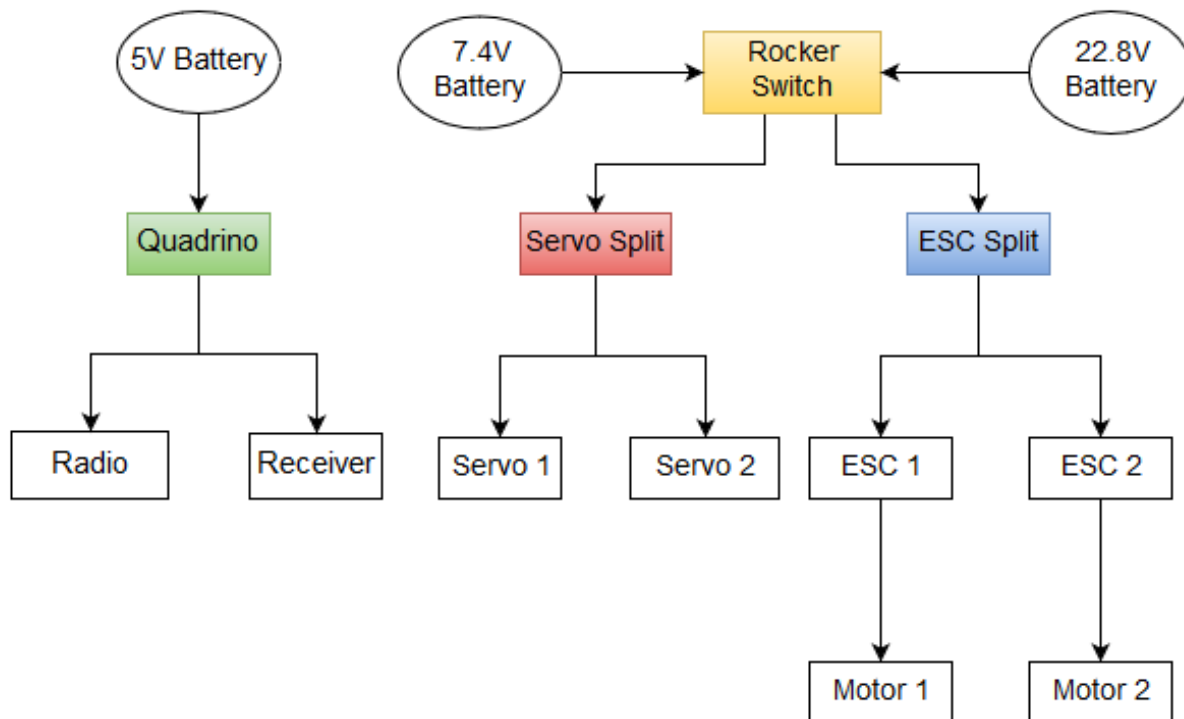 5V Battery
7.4V
Battery
Rocker
Switch
22.8V
Battery
Quadrino
Servo Split
ESC Split
Radio
Receiver
Servo 1
Servo 2
ESC 1
ESC 2
Motor 1
Motor 2